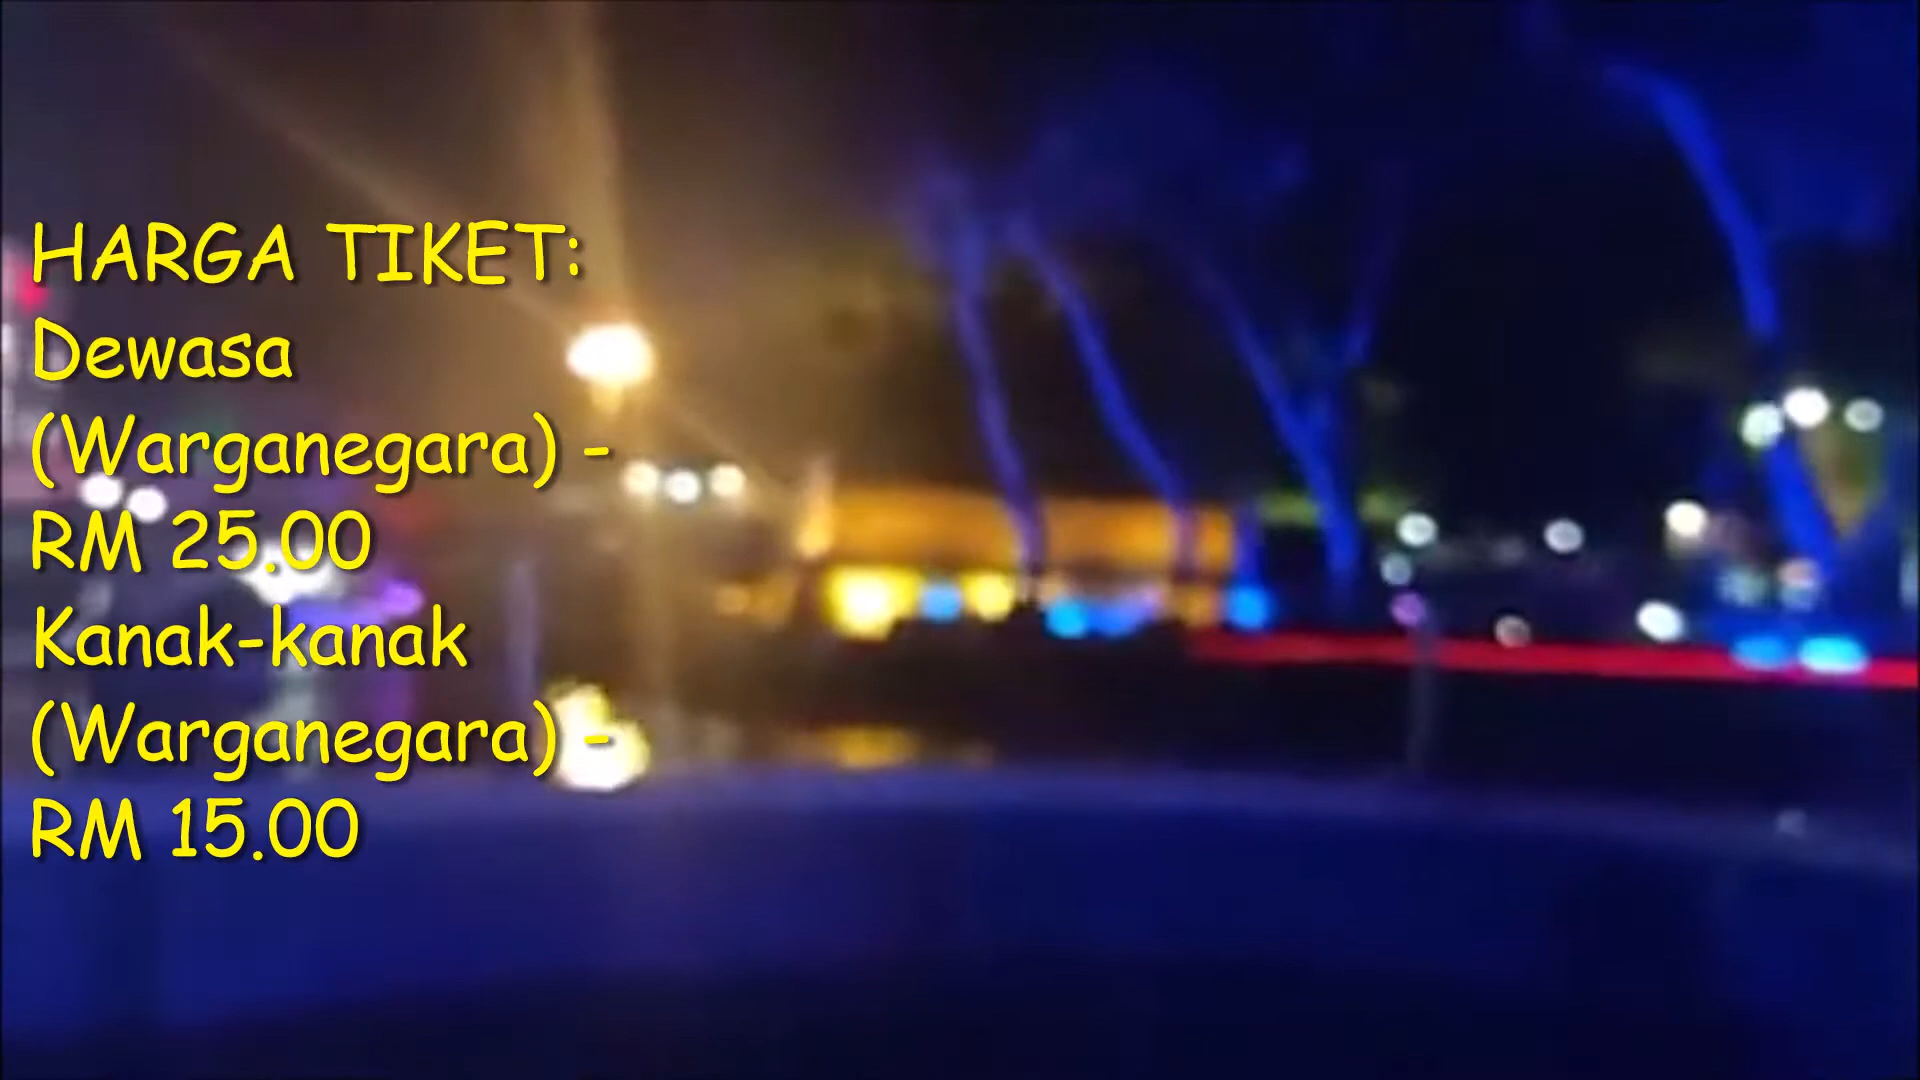 HARGA TIKET:
Dewasa
(Warganegara) -
RM 25.00
Kanak-kanak
(Warganegara) -
RM 15.00